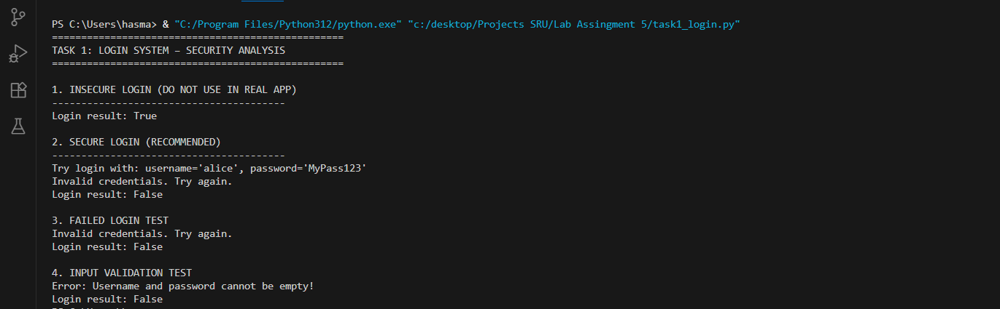 PS C:\Users\hasma> & "C:/Program Files/Python312/python.exe" "c:/desktop/Projects SRU/Lab Assingment 5/task1_login.py"
==================================================
TASK 1: LOGIN SYSTEM – SECURITY ANALYSIS
==================================================
1. INSECURE LOGIN (DO NOT USE IN REAL APP)
----------------------------------------
Login result: True
2. SECURE LOGIN (RECOMMENDED)
----------------------------------------
Try login with: username='alice', password='MyPass123'
Invalid credentials. Try again.
Login result: False
3. FAILED LOGIN TEST
Invalid credentials. Try again.
Login result: False
4. INPUT VALIDATION TEST
Error: Username and password cannot be empty!
Login result: False